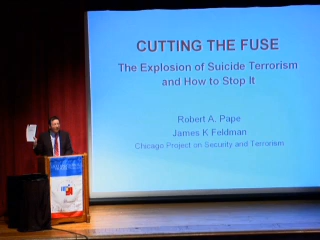 CUTTING THE FUSE
The Explosion of Suicide Terrorism
and How to Stop It
Robert A. Pape
James K Feldman
Chicago Project on Security and Terrorism